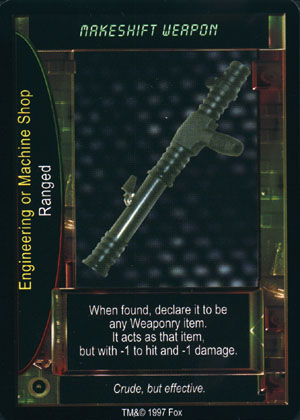 MAKESHIFT WEAPON
Engineering or Machine Shop
Ranged
When found, declare it to be
any Weaponry item.
It acts as that item,
but with -1 to hit and -1 damage.
Crude, but effective.
TM&© 1997 Fox